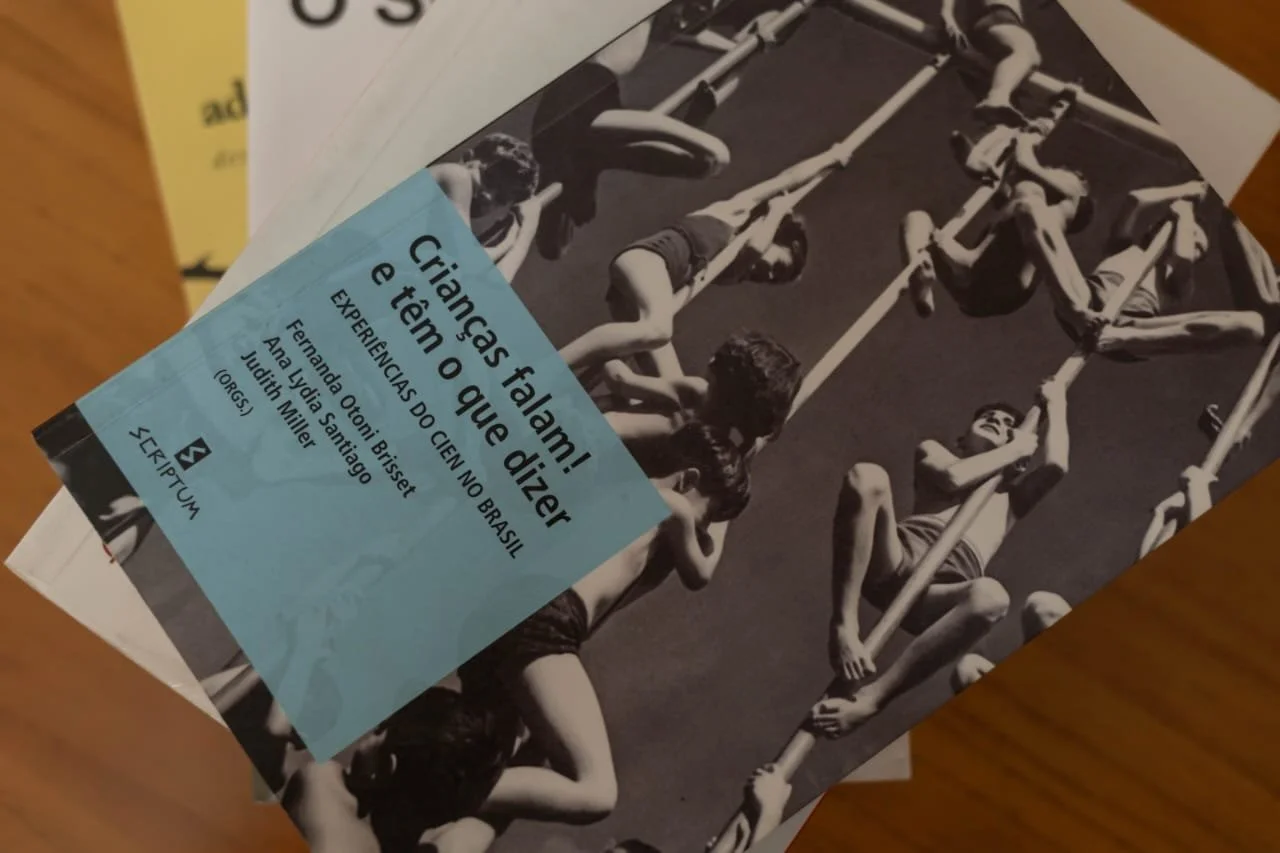 O S
ad
Crianças falam!
e têm o que dizer
EXPERIÊNCIAS DO CIEN NO BRASIL
Fernanda Otoni Brisset
Ana Lydia Santiago
Judith Miller
(ORGS.)
SCRIPTUM